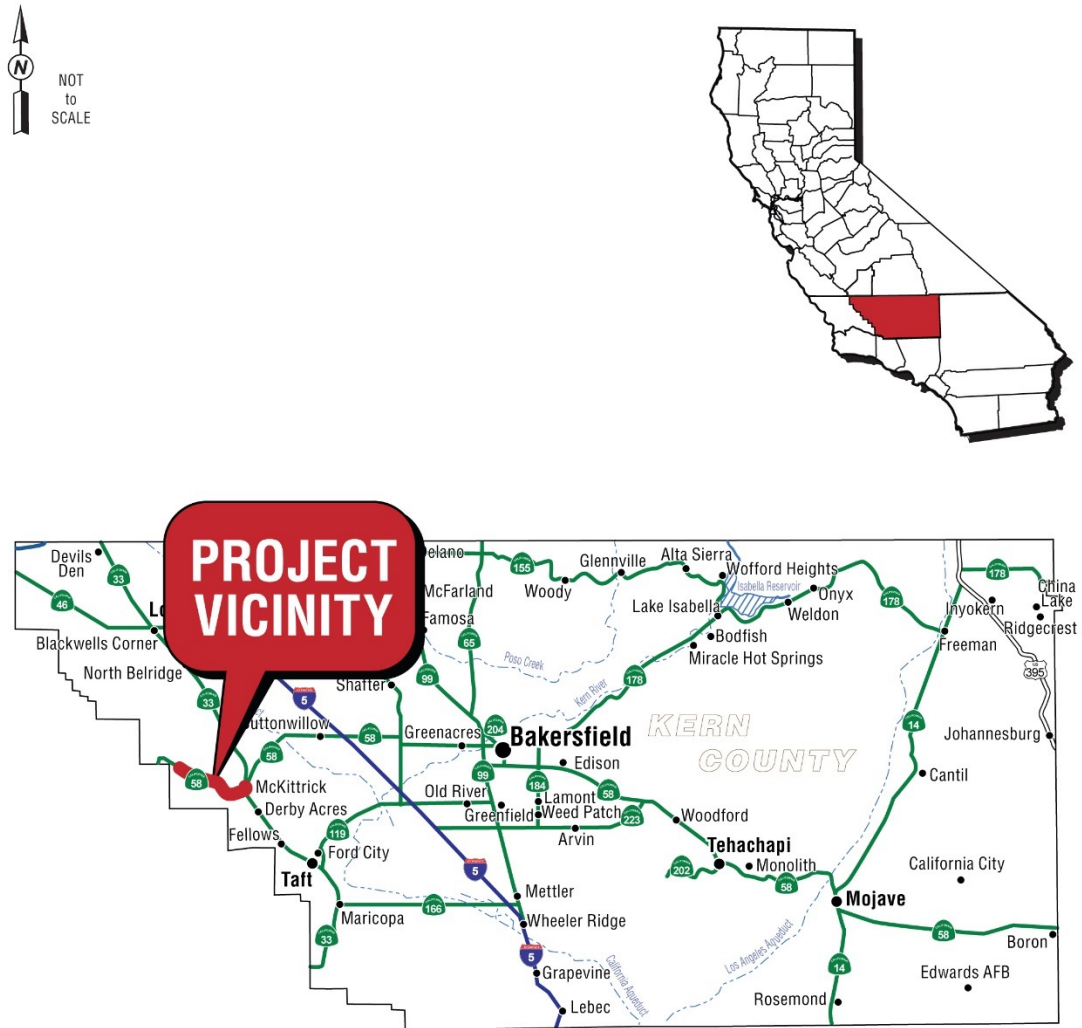 N
NOT
to
SCALE
PROJECT
VICINITY
Devils
Den
33
46
Lo
Blackwells Corner
North Belridge
elano
McFarland
Famosa
155
Woody
Glennville
Alta Sierra
Wofford Heights
Isabella Reservoir
Lake Isabella
Onyx
Weldon
178
178
Inyokern
China
Lake
Ridgecrest
Freeman
395
65
99
Poso Creek
Bodfish
Miracle Hot Springs
Kern River
178
Shafter
33
5
uttonwillow
58
Greenacres
204
Bakersfield
KERN
COUNTY
14
Johannesburg
58
58
McKittrick
Edison
99
184
58
Cantil
Derby Acres
Old River
Lamont
Greenfield
Weed Patch
223
Woodford
Fellows
119
Arvin
Ford City
Taft
Tehachapi
202
Monolith
58
California City
5
Mettler
Maricopa
166
Wheeler Ridge
Mojave
33
5
California Aqueduct
Los Angeles Aqueduct
58
Boron
Grapevine
14
Edwards AFB
Lebec
Rosemond